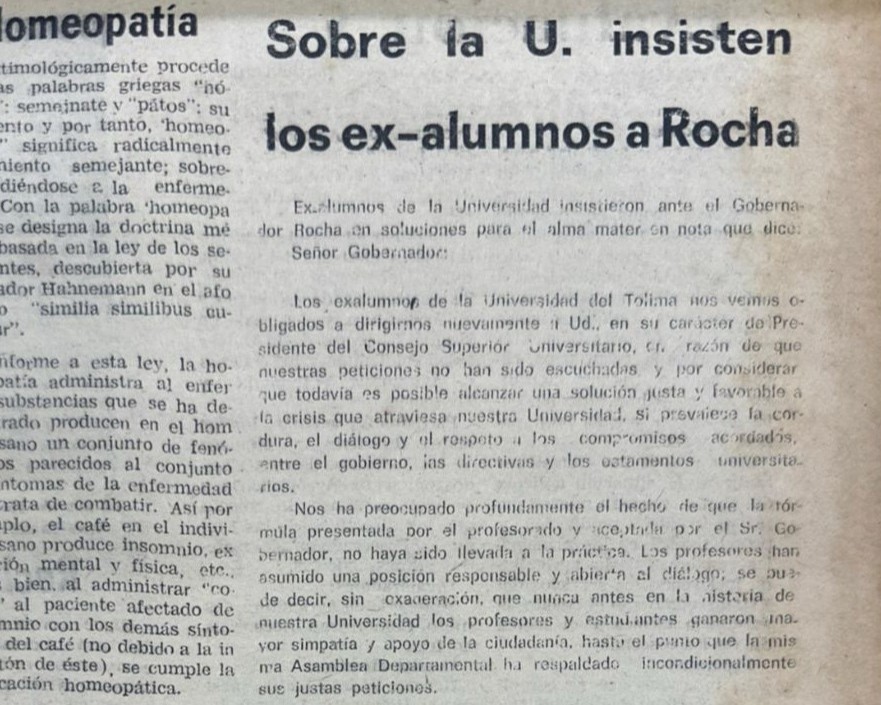 Homeopatía
timológicamente procede
as palabras griegas "hó-
": semejnate y "pátos"; su
ento y por tanto, 'homeo-
" significa radicalmente
miento semejante; sobre-
diéndose a la enferme-
Con la palabra 'homeopa
se designa la doctrina mé
basada en la ley de los se-
ntes, descubierta por su
ador Hahnemann en el afo
o "similia similibus cu-
r".
nforme a esta ley, la ho-
patía administra al enfer
substancias que se ha de-
rado producen en el hom
sano un conjunto de fenó-
os parecidos al conjunto
ntomas de la enfermedad
trata de combatir. Así por
mplo, el café en el indivi-
sano produce insomnio, ex
ción mental y física, etc.,
s bien, al administrar "co-
" al paciente afectado de
mnio con los demás sínto-
del café (no debido a la in
tón de éste), se cumple la
cación homeopática.
Sobre la U. insisten
los ex-alumnos a Rocha
Ex-alumnos de la Universidad insistieron ante el Goberna-
dor Rocha en soluciones para el alma mater en nota que dice:
Señor Gobernador:
Los exalumnos de la Universidad del Tolima nos vemos o-
bligados a dirigirnos nuevamente a Ud., en su carácter de Pre-
sidente del Consejo Superior Universitario, en razón de que
nuestras peticiones no han sido escuchadas y por considerar
que todavía es posible alcanzar una solución justa y favorable a
la crisis que atraviesa nuestra Universidad, si prevalece la cor-
dura, el diálogo y el respeto a los compromisos acordados,
entre el gobierno, las directivas y los estamentos universita-
rios.
Nos ha preocupado profundamente el hecho de que la fór-
mula presentada por el profesorado y aceptada por el Sr. Go-
bernador, no haya sido llevada a la práctica. Los profesores han
asumido una posición responsable y abierta al diálogo; se pue-
de decir, sin exageración, que nunca antes en la historia de
nuestra Universidad los profesores y estudiantes ganaron ma-
yor simpatía y apoyo de la ciudadanía, hasta el punto que la mis
ma Asamblea Departamental ha respaldado incondicionalmente
sus justas peticiones.